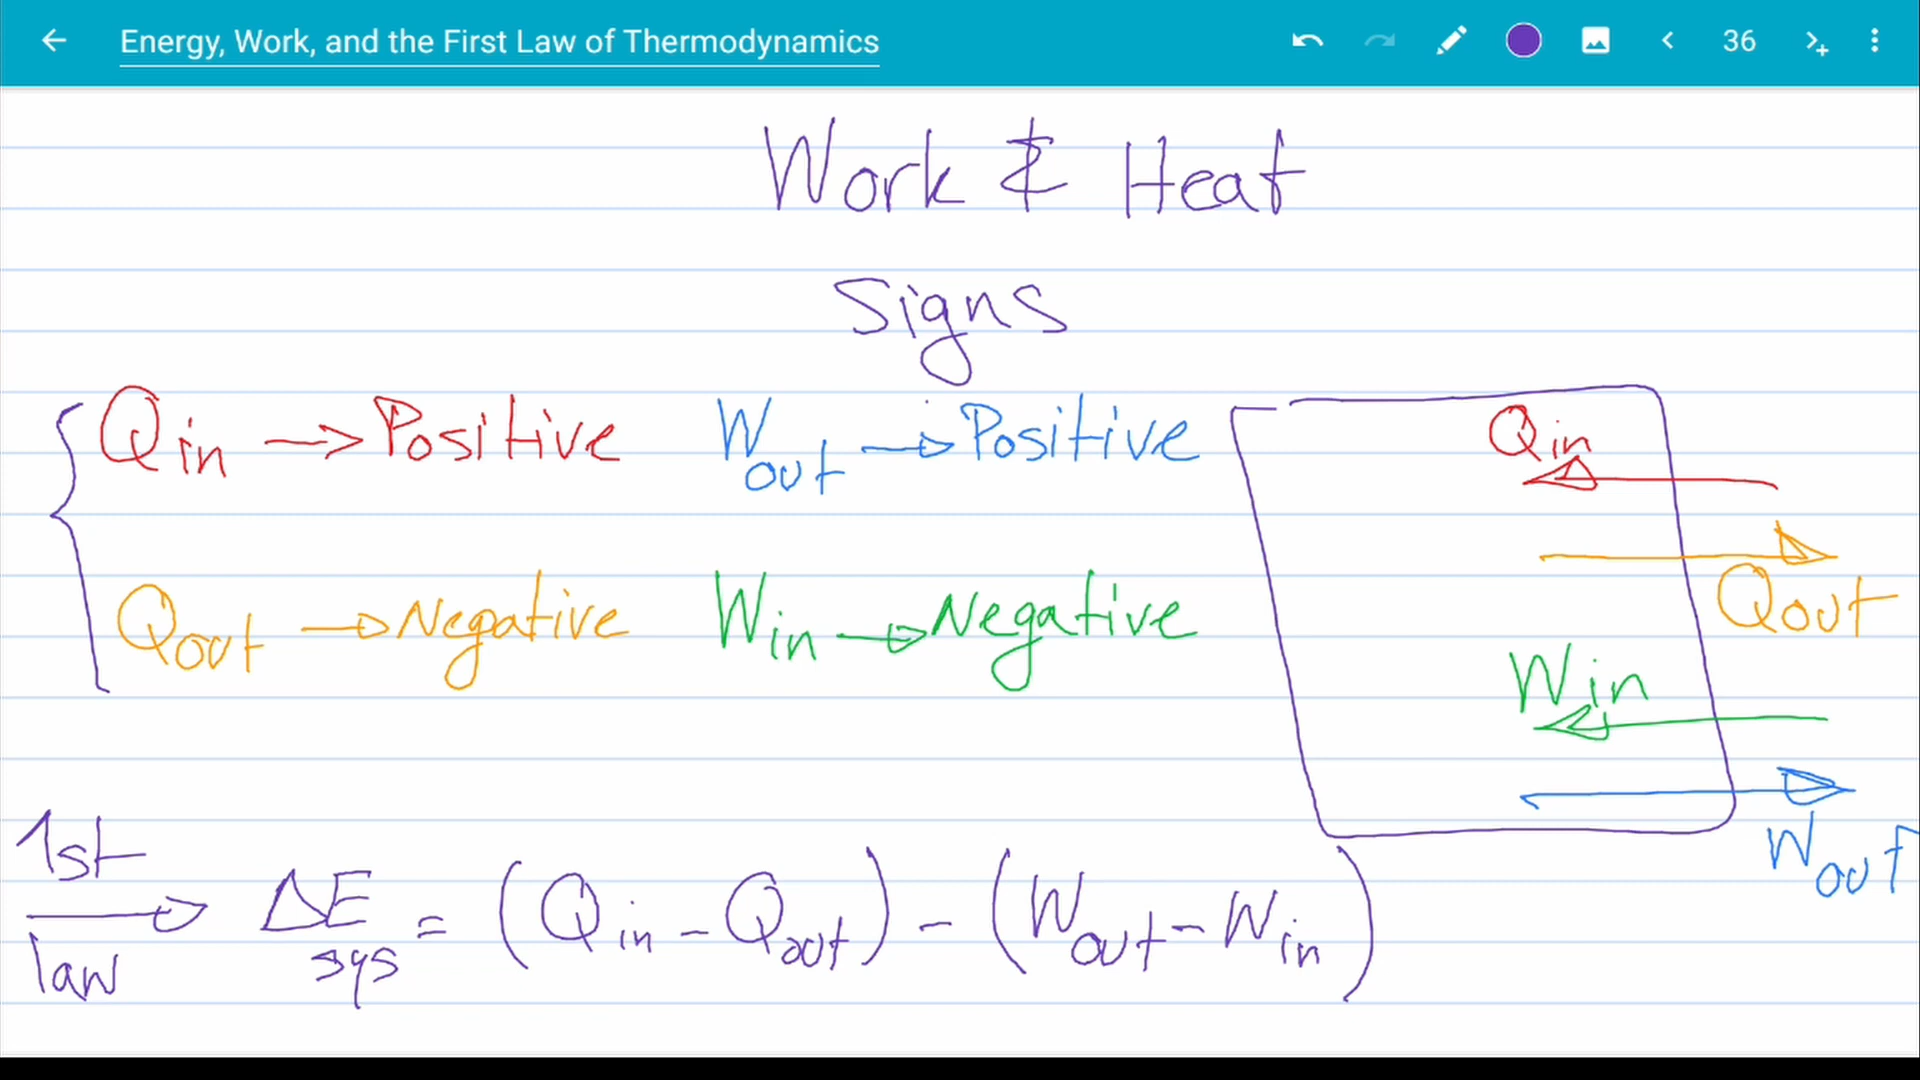 Energy, Work, and the First Law of Thermodynamics
36
Work & Heat
Signs
Qin → Positive Wout → Positive
Qout → Negative Win → Negative
Qin
Qout
Win
Wout
1st law → ΔEsys = (Qin - Qout) - (Wout - Win)